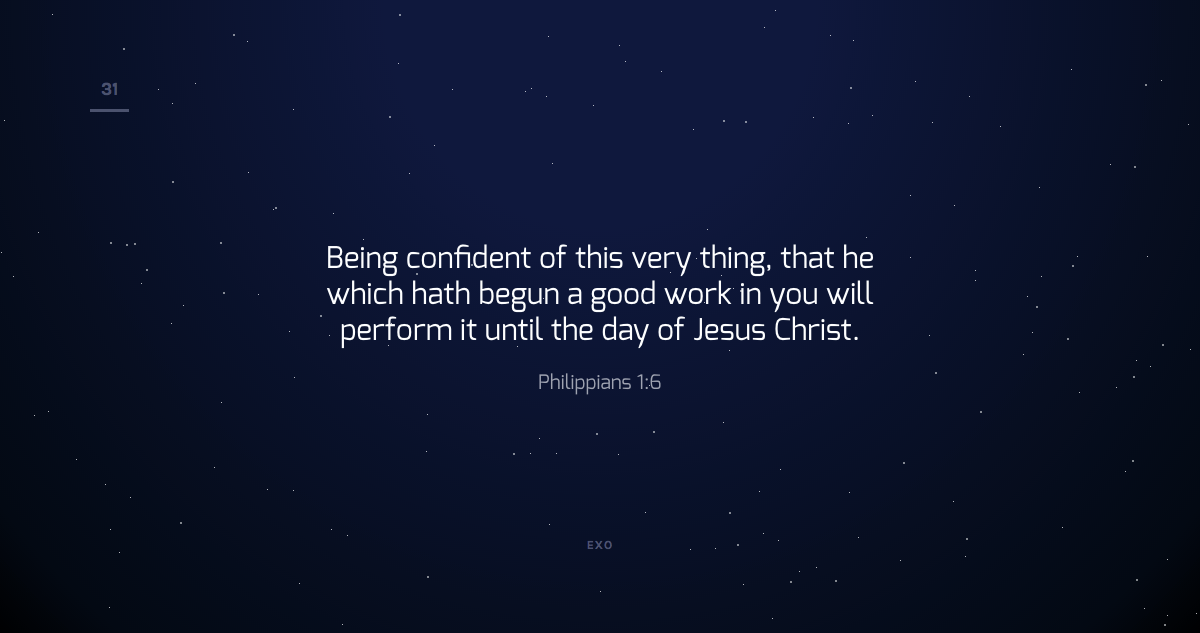 31
Being confident of this very thing, that he
which hath begun a good work in you will
perform it until the day of Jesus Christ.
Philippians 1:6
EXO